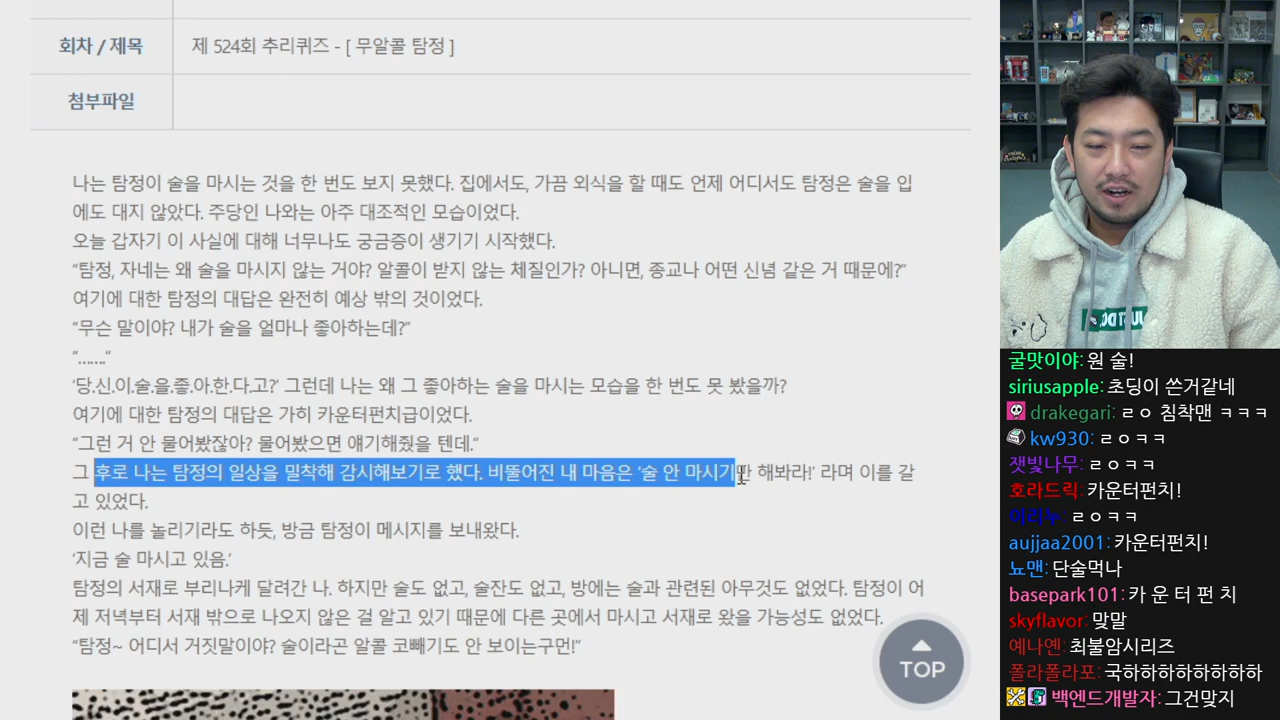 회차 / 제목
제 524회 추리퀴즈 - [ 무알콜 탐정 ]
첨부파일
나는 탐정이 술을 마시는 것을 한 번도 보지 못했다. 집에서도, 가끔 외식을 할 때도 언제 어디서도 탐정은 술을 입
에도 대지 않았다. 주당인 나와는 아주 대조적인 모습이었다.
오늘 갑자기 이 사실에 대해 너무나도 궁금증이 생기기 시작했다.
“탐정, 자네는 왜 술을 마시지 않는 거야? 알콜이 받지 않는 체질인가? 아니면, 종교나 어떤 신념 같은 거 때문에?”
여기에 대한 탐정의 대답은 완전히 예상 밖의 것이었다.
“무슨 말이야? 내가 술을 얼마나 좋아하는데?”
“……”
‘당.신.이.술.을.좋.아.한.다.고?’ 그런데 나는 왜 그 좋아하는 술을 마시는 모습을 한 번도 못 봤을까?
여기에 대한 탐정의 대답은 가히 카운터펀치급이었다.
“그런 거 안 물어봤잖아? 물어봤으면 얘기해줬을 텐데.”
그 후로 나는 탐정의 일상을 밀착해 감시해보기로 했다. 비뚤어진 내 마음은 ‘술 안 마시기만 해봐라!’ 라며 이를 갈
고 있었다.
이런 나를 놀리기라도 하듯, 방금 탐정이 메시지를 보내왔다.
‘지금 술 마시고 있음.’
탐정의 서재로 부리나케 달려간 나. 하지만 술도 없고, 술잔도 없고, 방에는 술과 관련된 아무것도 없었다. 탐정이 어
제 저녁부터 서재 밖으로 나오지 않은 걸 알고 있기 때문에 다른 곳에서 마시고 서재로 왔을 가능성도 없었다.
“탐정~ 어디서 거짓말이야? 술이라곤 알콜 코빼기도 안 보이는구먼!”
TOP
굴맛이야: 원 술!
siriusapple: 초딩이 쓴거같네
drakegari: ㄹㅇ 침착맨 ㅋㅋㅋ
kw930: ㄹㅇㅋㅋ
잿빛나무: ㄹㅇㅋㅋ
호라드릭: 카운터펀치!
이라누: ㄹㅇㅋㅋ
aujjaa2001: 카운터펀치!
뇨맨: 단술먹나
basepark101: 카 운 터 펀 치
skyflavor: 맞말
예나옌: 최불암시리즈
폴라폴라포: 국하하하하하하하하
백엔드개발자: 그건맞지